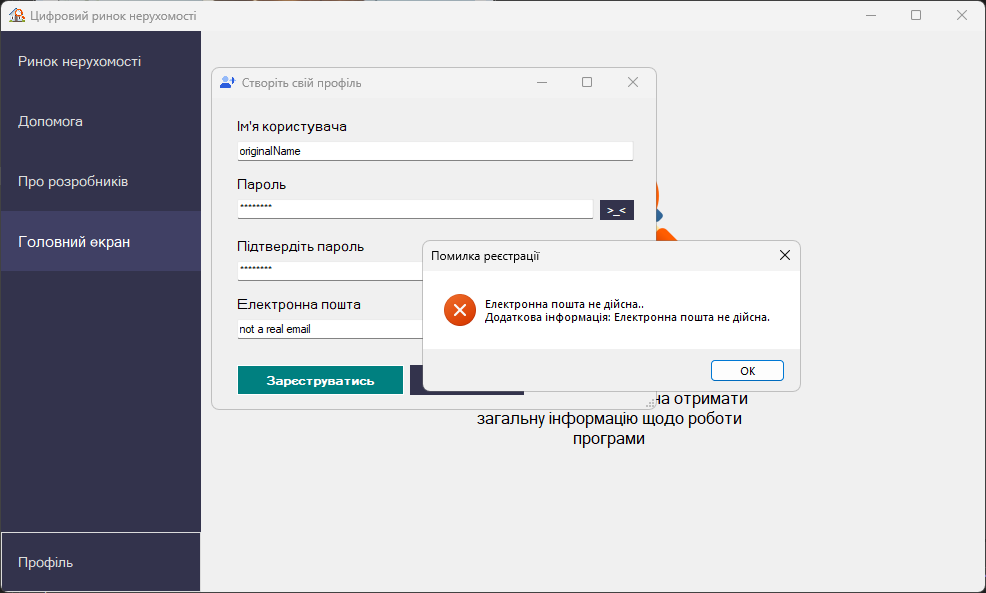 Цифровий ринок нерухомості
Ринок нерухомості
Допомога
Про розробників
Головний екран
Профіль
Створіть свій профіль
Ім'я користувача
originalName
Пароль
********
>_<
Підтвердіть пароль
********
Електронна пошта
not a real email
Зареєструватись
Помилка реєстрації
Електронна пошта не дійсна..
Додаткова інформація: Електронна пошта не дійсна.
OK
на отримати
загальну інформацію щодо роботи
програми